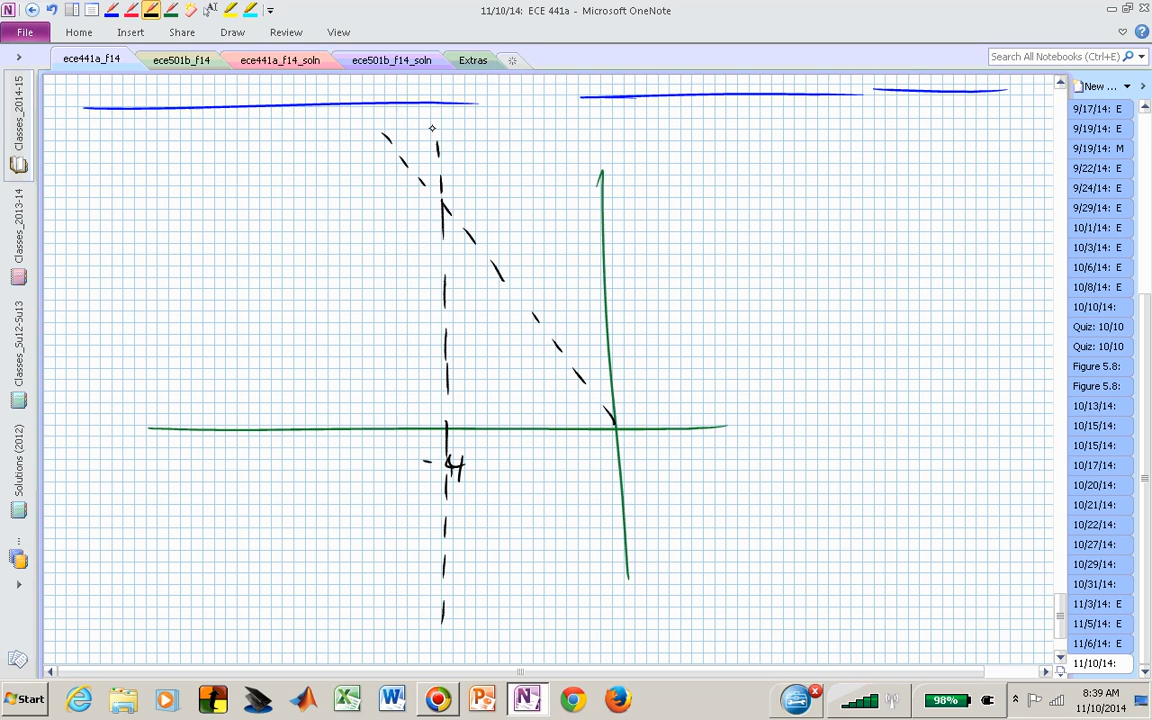 11/10/14: ECE 441a - Microsoft OneNote
File Home Insert Share Draw Review View
ece441a_f14 ece501b_f14 ece441a_f14_soln ece501b_f14_soln Extras
Search All Notebooks (Ctrl+E)
Classes_2014-15
Classes_2013-14
Classes_Su12-Su13
Solutions (2012)
New ...
9/17/14: E
9/19/14: E
9/19/14: M
9/22/14: E
9/24/14: E
9/29/14: E
10/1/14: E
10/3/14: E
10/6/14: E
10/8/14: E
10/10/14:
Quiz: 10/10
Quiz: 10/10
Figure 5.8:
Figure 5.8:
10/13/14:
10/15/14:
10/15/14:
10/17/14:
10/20/14:
10/21/14:
10/22/14:
10/27/14:
10/29/14:
10/31/14:
11/3/14: E
11/5/14: E
11/6/14: E
11/10/14:
-4
Start
98%
8:39 AM
11/10/2014